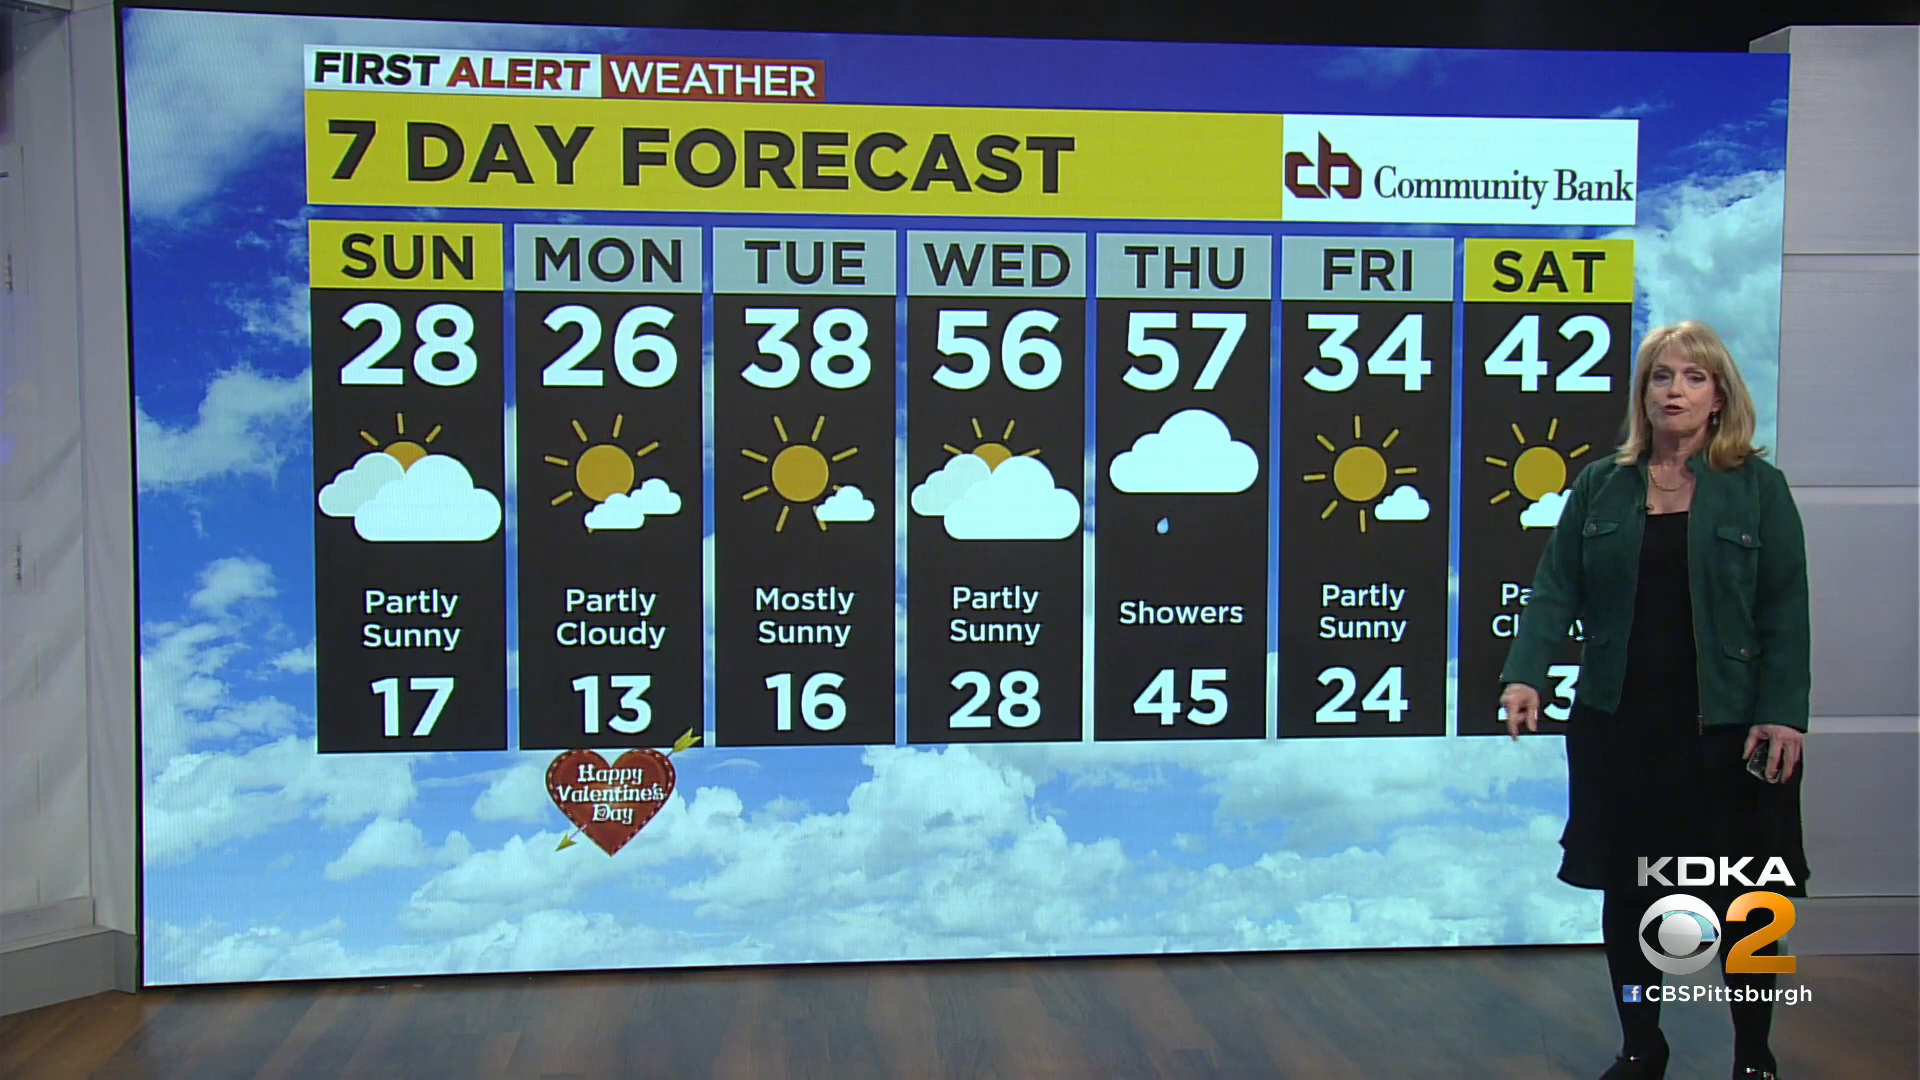 FIRST ALERT WEATHER
7 DAY FORECAST
cb Community Bank
SUN MON TUE WED THU FRI SAT
28 26 38 56 57 34 42
Partly Sunny
Partly Cloudy
Mostly Sunny
Partly Sunny
Showers
Partly Sunny
17 13 16 28 45 24
Happy
Valentine's
Day
KDKA
2
CBSPittsburgh